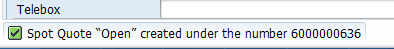 Telebox
Spot Quote “Open” created under the number 6000000636